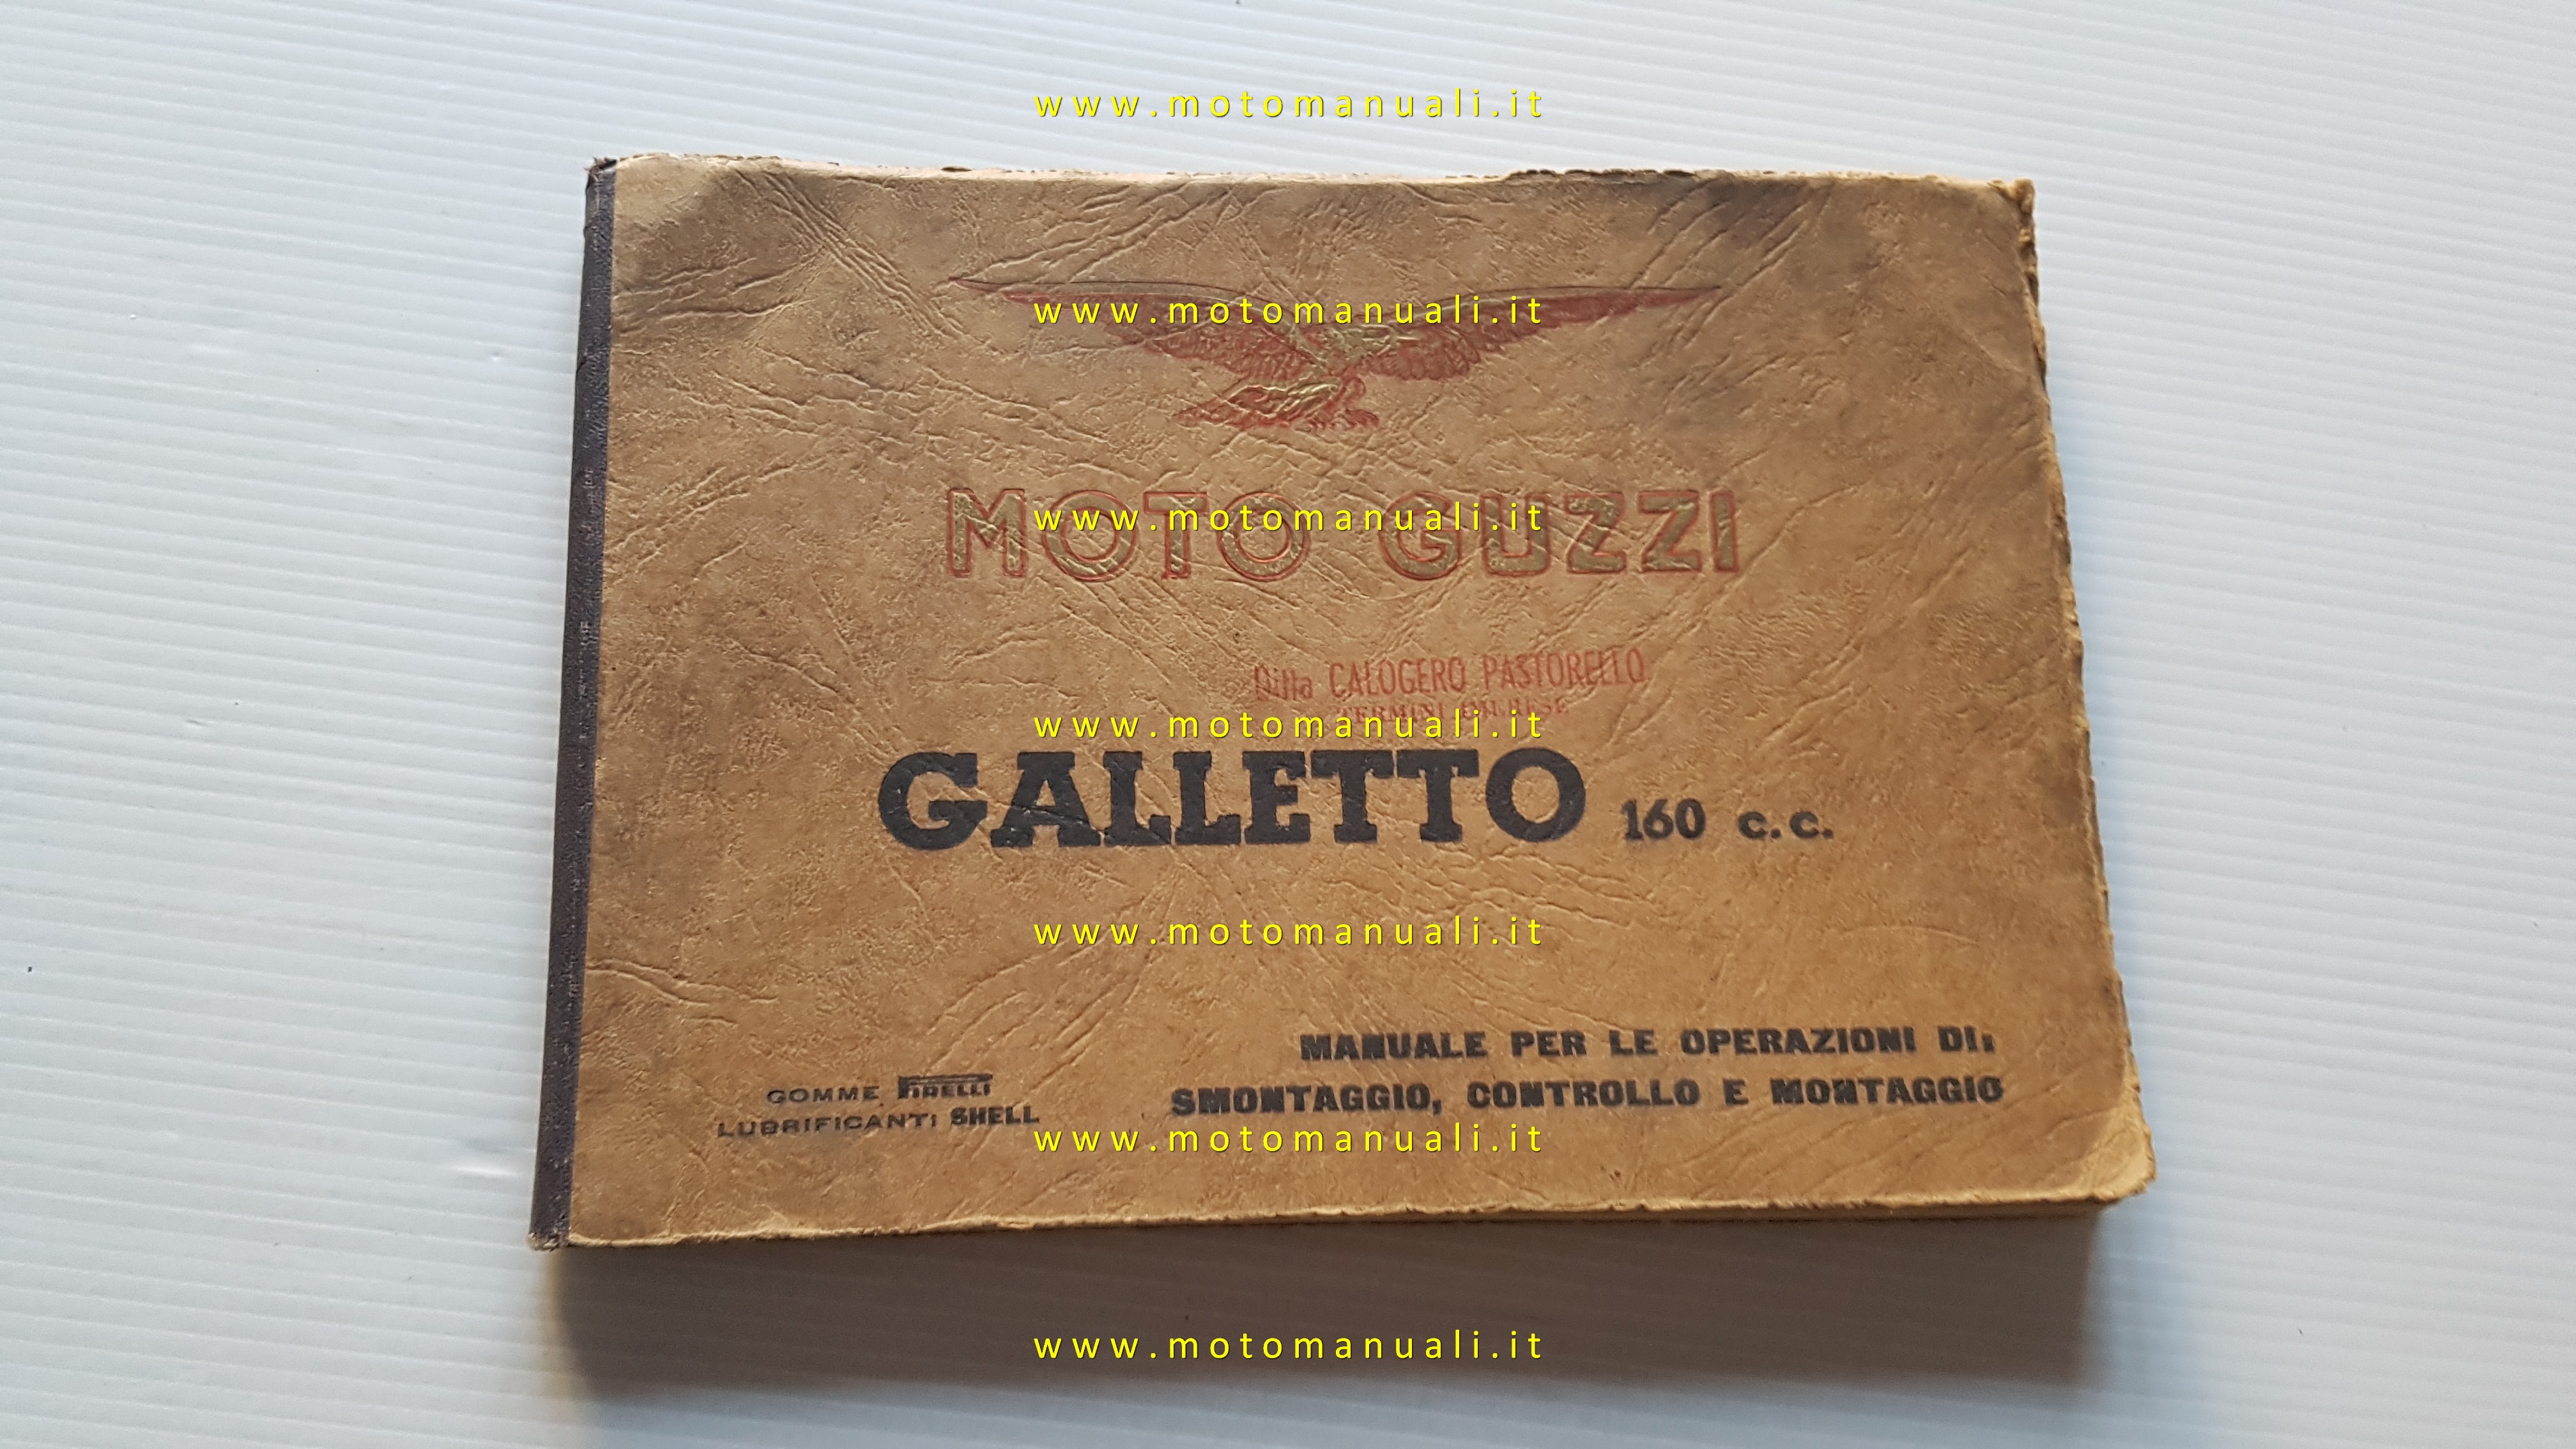 www.motomanuali.it
www.motomanuali.it
MOTO GUZZI
www.motomanuali.it
Ditta CALOGERO PASTORELLO
TERMINI IMERESE
www.motomanuali.it
GALLETTO 160 c.c.
www.motomanuali.it
MANUALE PER LE OPERAZIONI DI:
SMONTAGGIO, CONTROLLO E MONTAGGIO
GOMME PIRELLI
LUBRIFICANTI SHELL
www.motomanuali.it
www.motomanuali.it